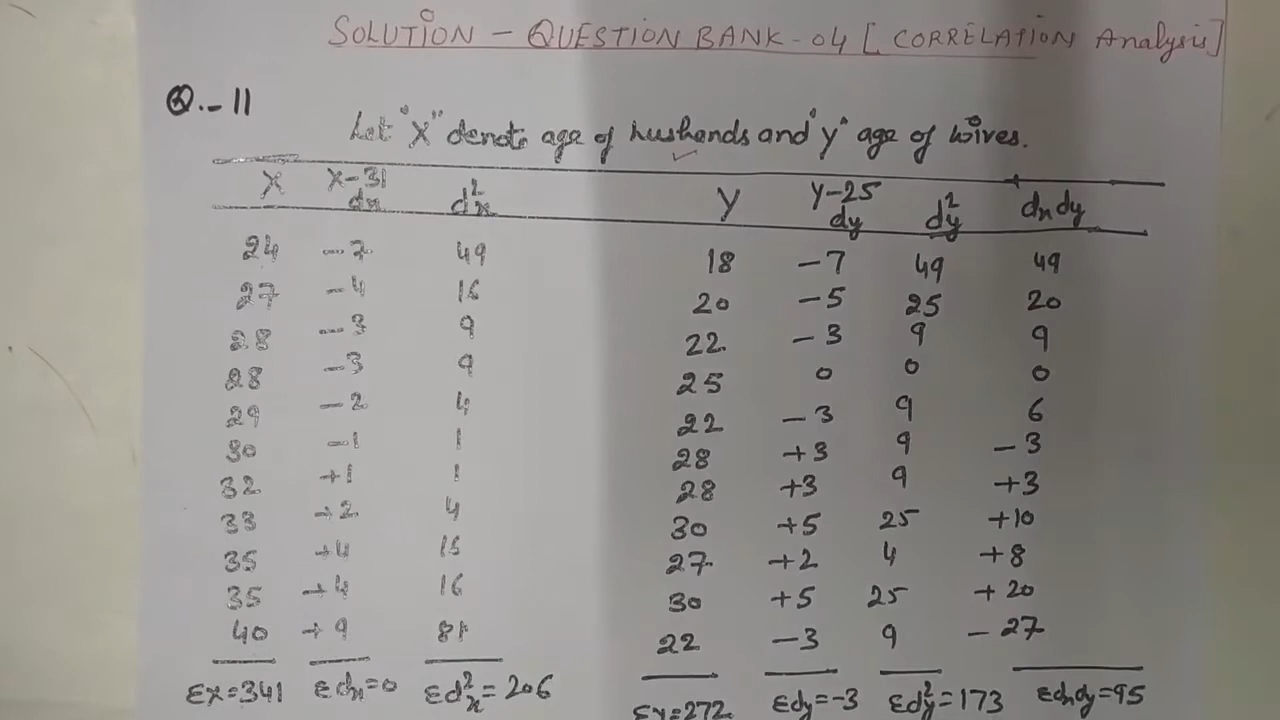 SOLUTION - QUESTION BANK-04 [CORRELATION Analysis]
Q.-11
Let "X" denote age of husbands and "Y" age of wives.
X X-31 dx d²x Y Y-25 dy d²y dxdy
24 -7 49 18 -7 49 49
27 -4 16 20 -5 25 20
28 -3 9 22 -3 9 9
28 -3 9 25 0 0 0
29 -2 4 22 -3 9 6
30 -1 1 28 +3 9 -3
32 +1 1 28 +3 9 +3
33 +2 4 30 +5 25 +10
35 +4 16 27 +2 4 +8
35 +4 16 30 +5 25 +20
40 +9 81 22 -3 9 -27
Σx=341 Σdx=0 Σd²x=206 Σy=272 Σdy=-3 Σd²y=173 Σdxdy=95